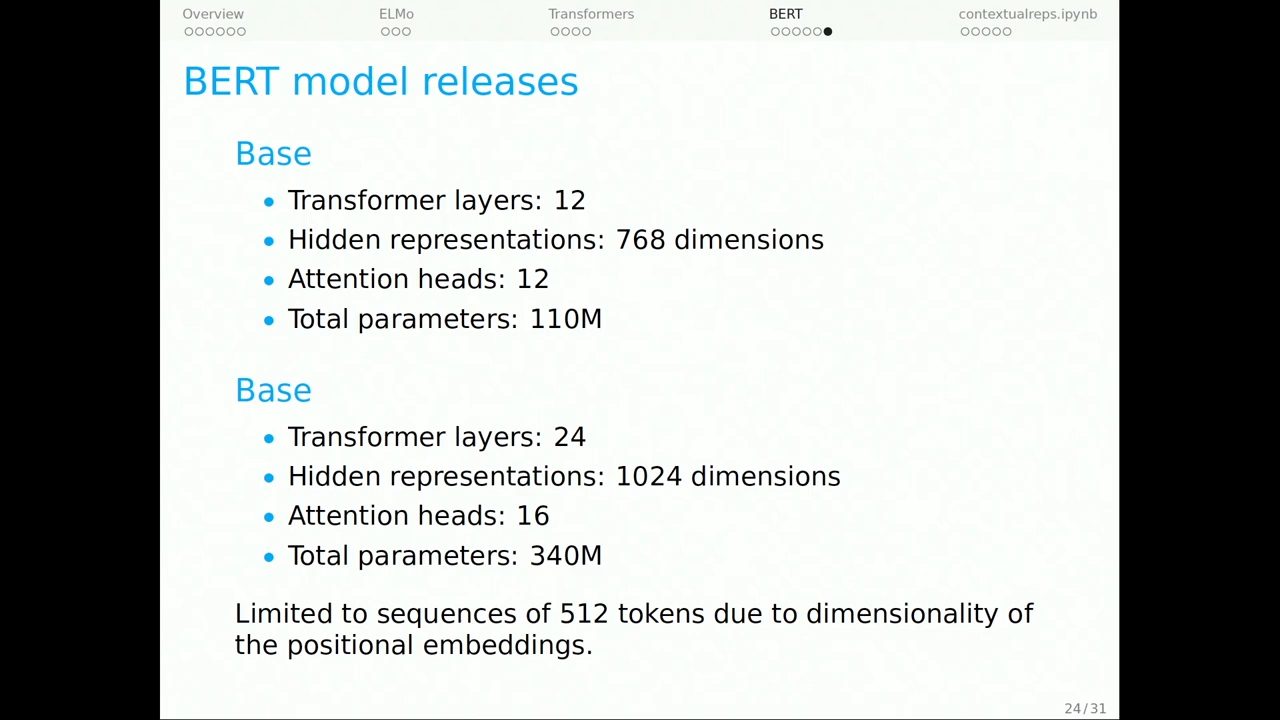 Overview ELMo Transformers BERT contextualreps.ipynb
BERT model releases
Base
• Transformer layers: 12
• Hidden representations: 768 dimensions
• Attention heads: 12
• Total parameters: 110M
Base
• Transformer layers: 24
• Hidden representations: 1024 dimensions
• Attention heads: 16
• Total parameters: 340M
Limited to sequences of 512 tokens due to dimensionality of
the positional embeddings.
24/31